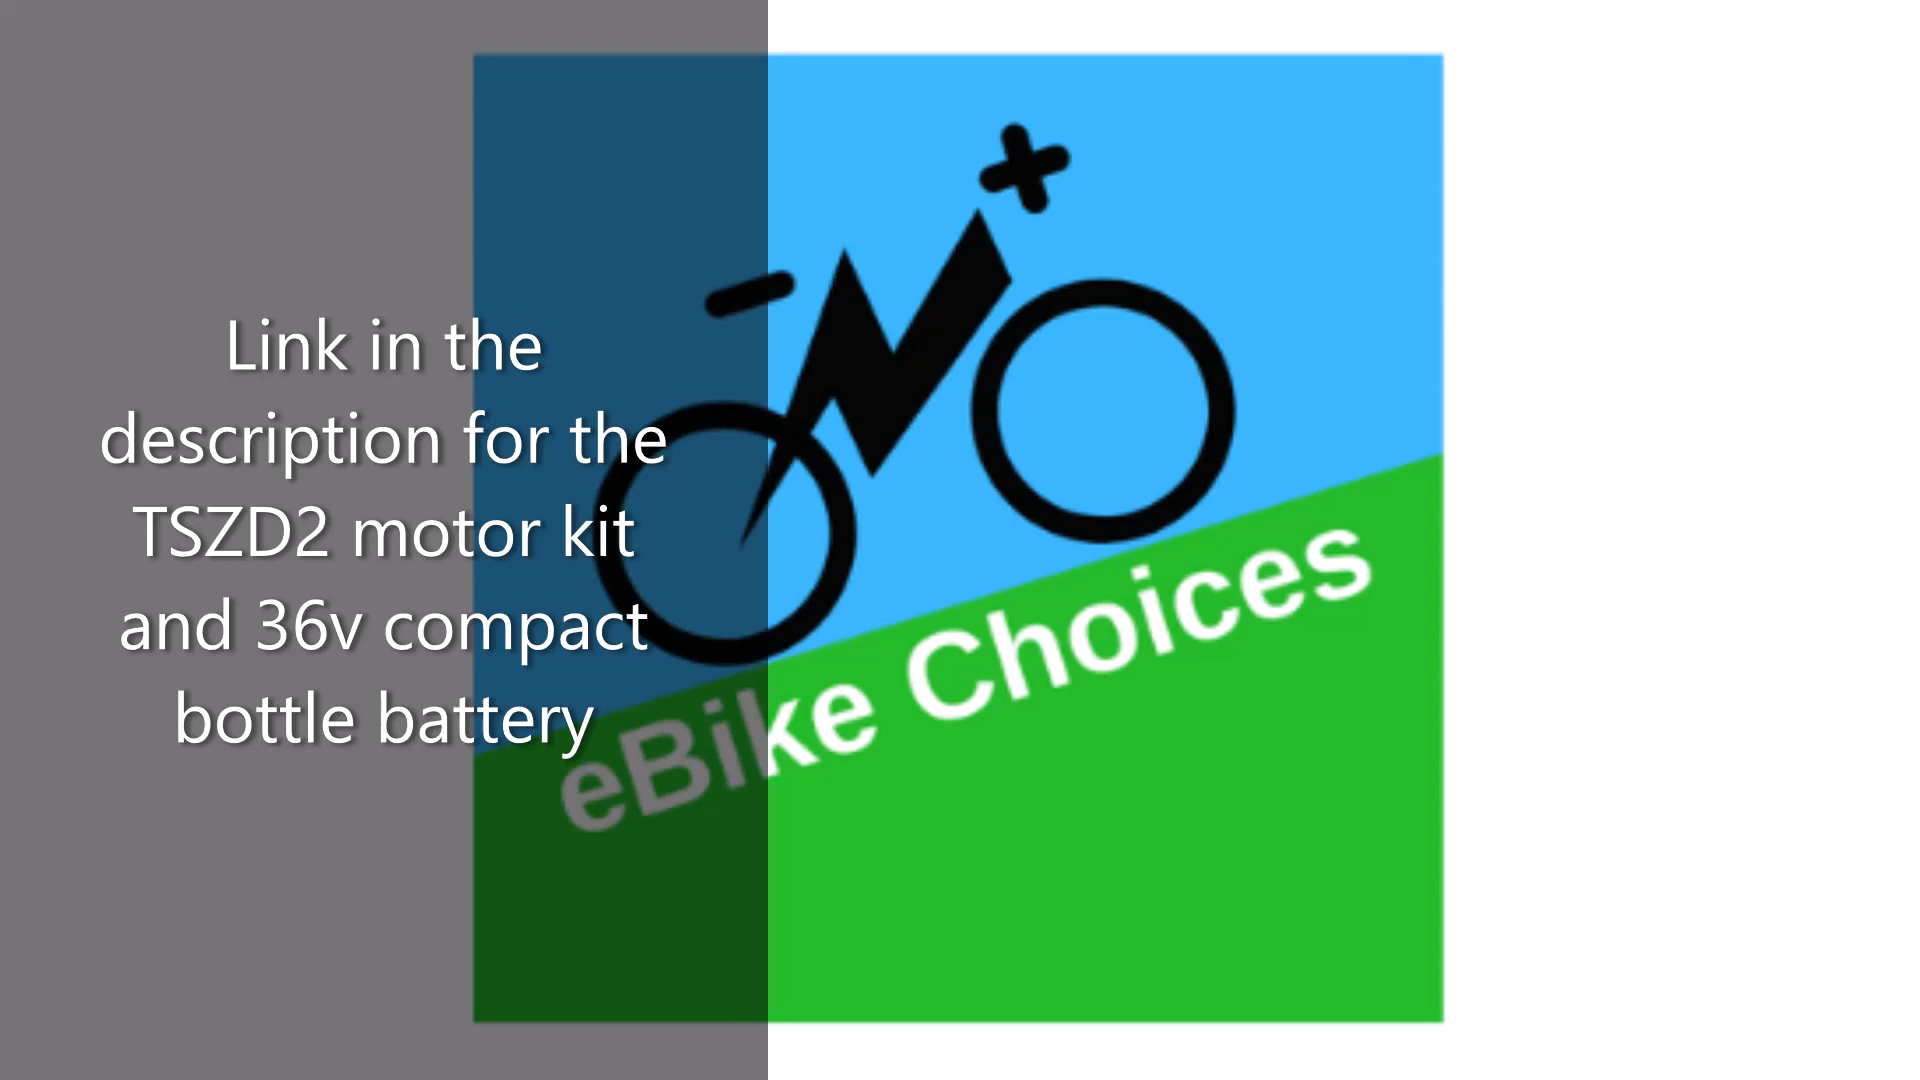 Link in the
description for the
TSZD2 motor kit
and 36v compact
bottle battery
eBike Choices